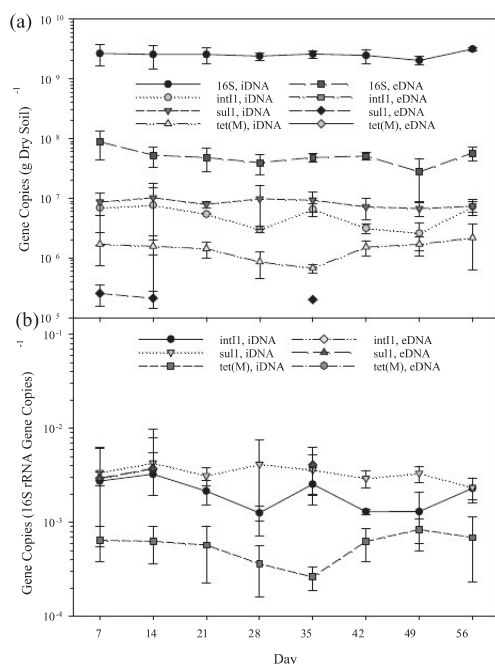 (a)
10^10
10^9
10^8
10^7
10^6
10^5
Gene Copies (g Dry Soil)^-1
16S, iDNA
16S, eDNA
intI1, iDNA
intI1, eDNA
sul1, iDNA
sul1, eDNA
tet(M), iDNA
tet(M), eDNA
(b)
10^-1
10^-2
10^-3
10^-4
Gene Copies (16S rRNA Gene Copies)^-1
intI1, iDNA
intI1, eDNA
sul1, iDNA
sul1, eDNA
tet(M), iDNA
tet(M), eDNA
7 14 21 28 35 42 49 56
Day